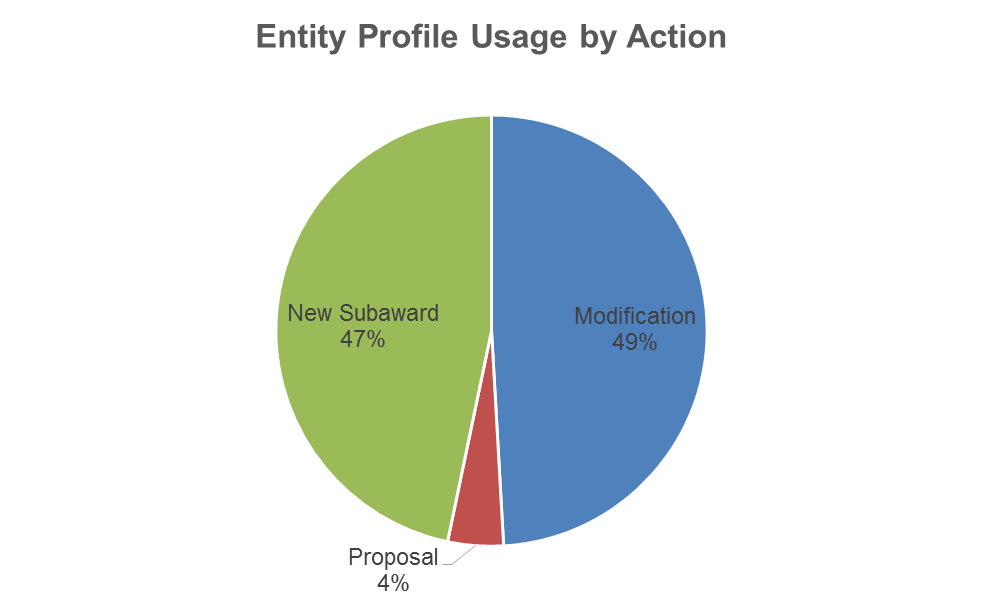 Entity Profile Usage by Action
New Subaward
47%
Modification
49%
Proposal
4%